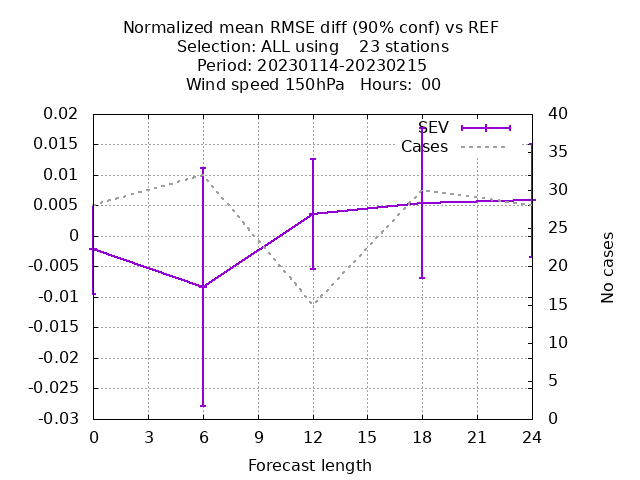 Normalized mean RMSE diff (90% conf) vs REF
Selection: ALL using    23 stations
Period: 20230114-20230215
Wind speed 150hPa   Hours:  00
SEV
Cases
0.02
0.015
0.01
0.005
0
-0.005
-0.01
-0.015
-0.02
-0.025
-0.03
40
35
30
25
20
15
10
5
0
No cases
0 3 6 9 12 15 18 21 24
Forecast length